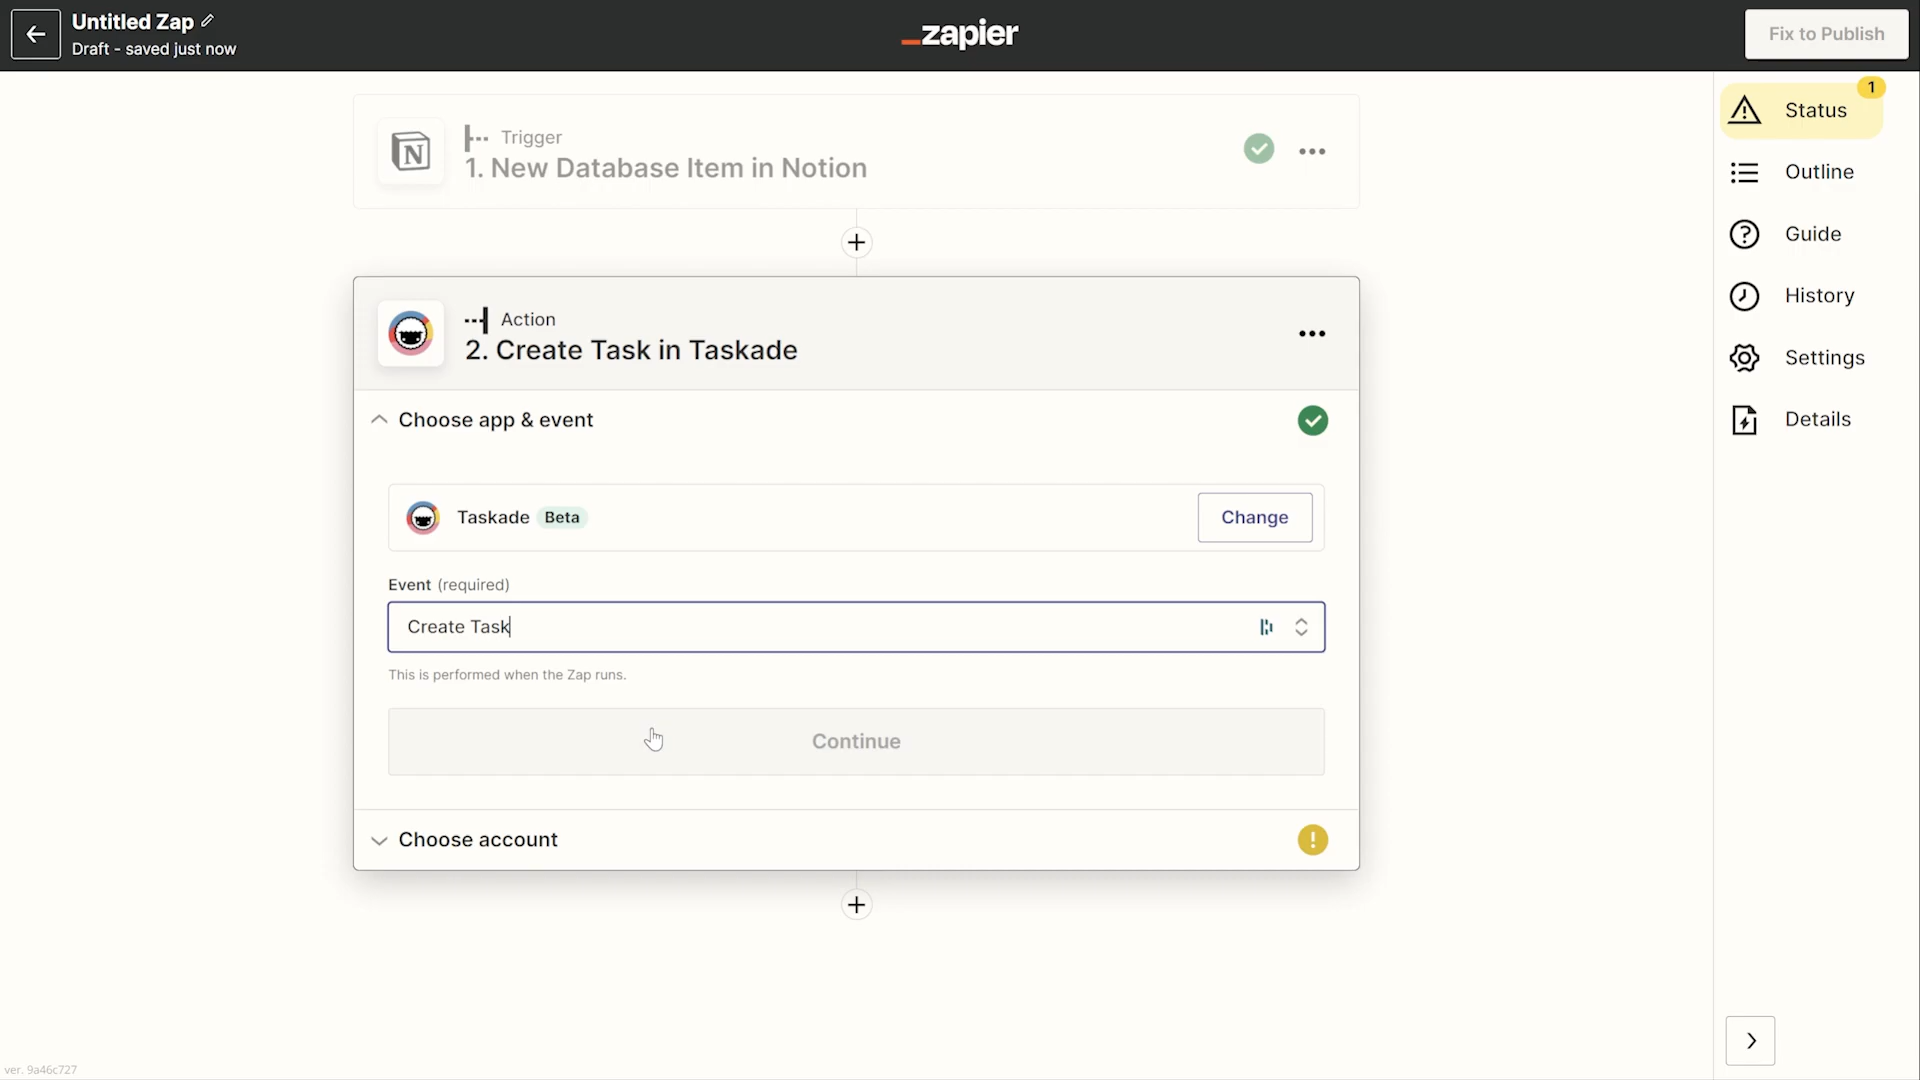 Untitled Zap
Draft - saved just now
_zapier
Fix to Publish
Trigger
1. New Database Item in Notion
Action
2. Create Task in Taskade
Choose app & event
Taskade Beta
Change
Event (required)
Create Task
This is performed when the Zap runs.
Continue
Choose account
1
Status
Outline
Guide
History
Settings
Details
ver. 9a46c727